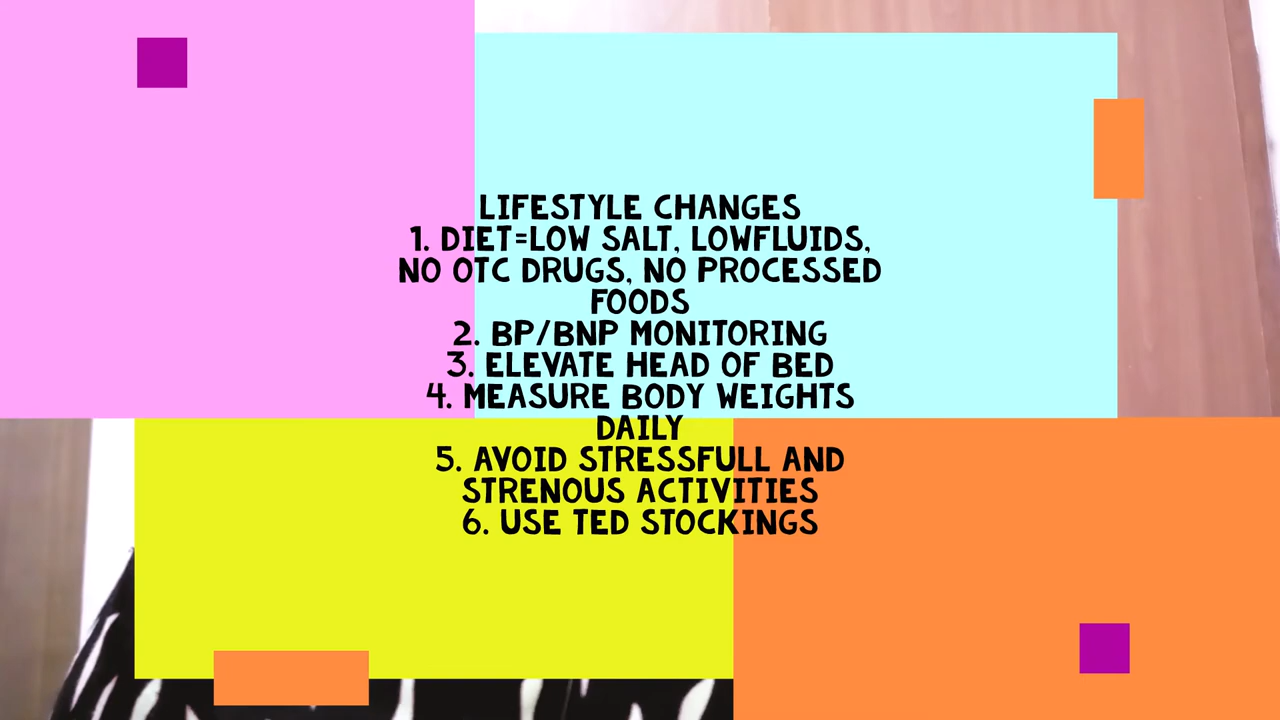 LIFESTYLE CHANGES
1. DIET=LOW SALT, LOWFLUIDS,
NO OTC DRUGS, NO PROCESSED
FOODS
2. BP/BNP MONITORING
3. ELEVATE HEAD OF BED
4. MEASURE BODY WEIGHTS
DAILY
5. AVOID STRESSFULL AND
STRENOUS ACTIVITIES
6. USE TED STOCKINGS